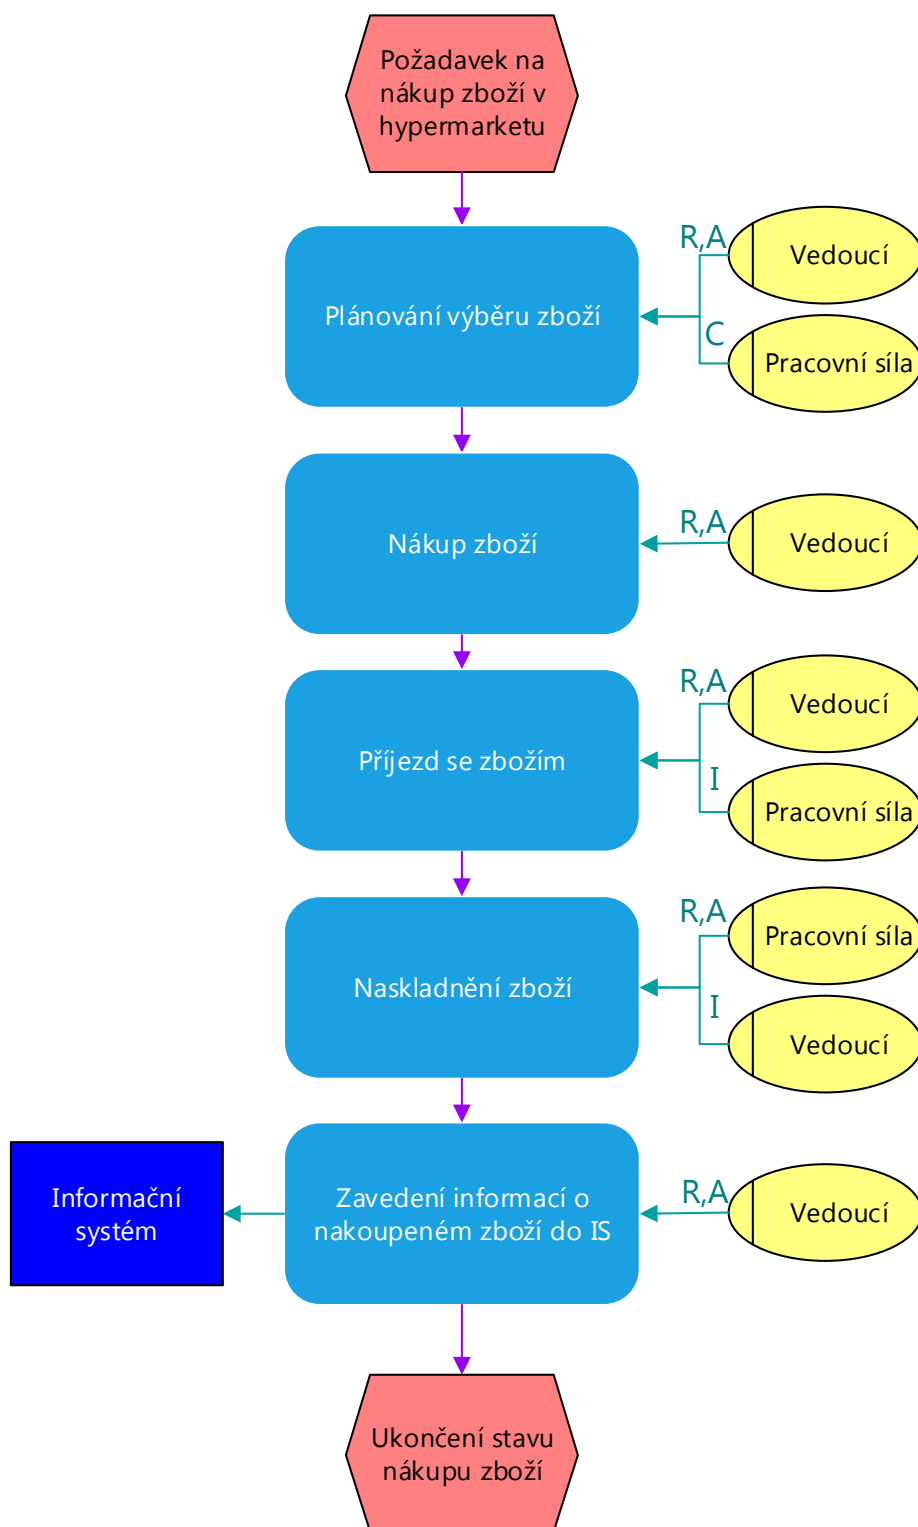 Požadavek na
nákup zboží v
hypermarketu
R,A
Vedoucí
Plánování výběru zboží
C
Pracovní síla
R,A
Vedoucí
Nákup zboží
R,A
Vedoucí
Příjezd se zbožím
I
Pracovní síla
R,A
Pracovní síla
Naskladnění zboží
I
Vedoucí
Informační
systém
Zavedení informací o
nakoupeném zboží do IS
R,A
Vedoucí
Ukončení stavu
nákupu zboží